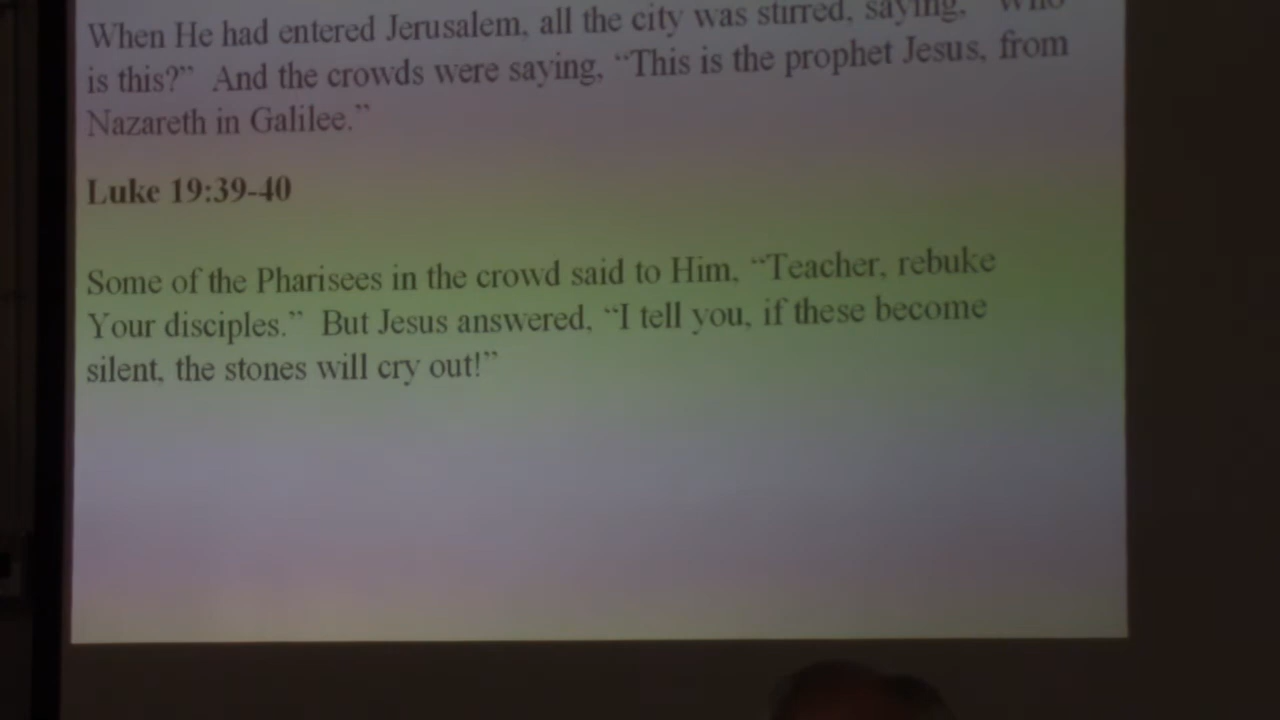 When He had entered Jerusalem, all the city was stirred, saying, “Who
is this?” And the crowds were saying, “This is the prophet Jesus, from
Nazareth in Galilee.”
Luke 19:39-40
Some of the Pharisees in the crowd said to Him, “Teacher, rebuke
Your disciples.” But Jesus answered, “I tell you, if these become
silent, the stones will cry out!”